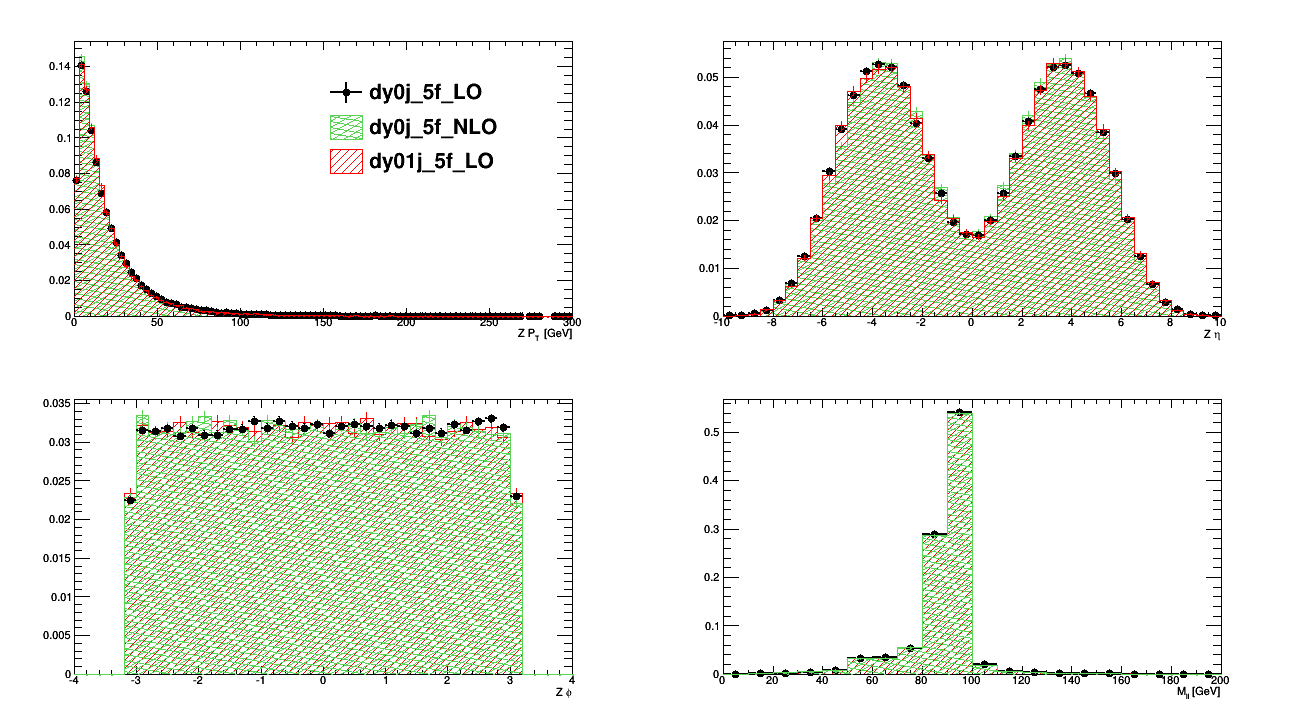 0.14
0.12
0.1
0.08
0.06
0.04
0.02
0
0 50 100 150 200 250 300
Z P_T [GeV]
dy0j_5f_LO
dy0j_5f_NLO
dy01j_5f_LO
0.05
0.04
0.03
0.02
0.01
0
-10 -8 -6 -4 -2 0 2 4 6 8 10
Z η
0.035
0.03
0.025
0.02
0.015
0.01
0.005
0
-4 -3 -2 -1 0 1 2 3 4
Z ϕ
0.5
0.4
0.3
0.2
0.1
0
0 20 40 60 80 100 120 140 160 180 200
M_ll [GeV]